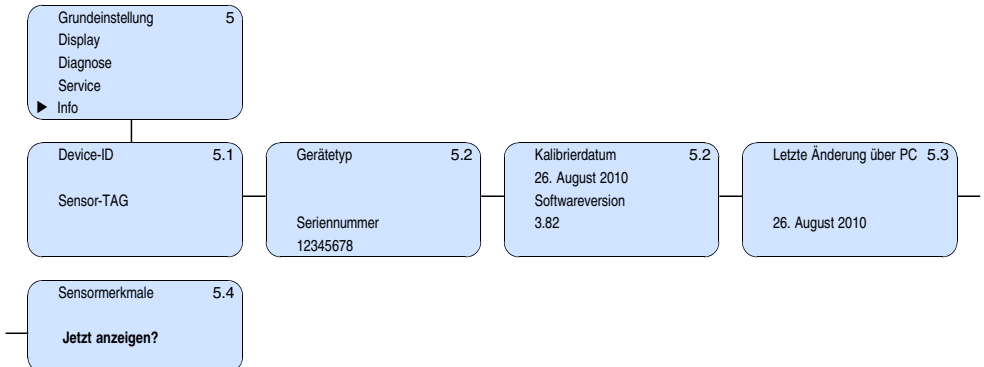 Grundeinstellung 5
Display
Diagnose
Service
▶ Info
Device-ID 5.1
Sensor-TAG
Gerätetyp 5.2
Seriennummer
12345678
Kalibrierdatum 5.2
26. August 2010
Softwareversion
3.82
Letzte Änderung über PC 5.3
26. August 2010
Sensormerkmale 5.4
Jetzt anzeigen?